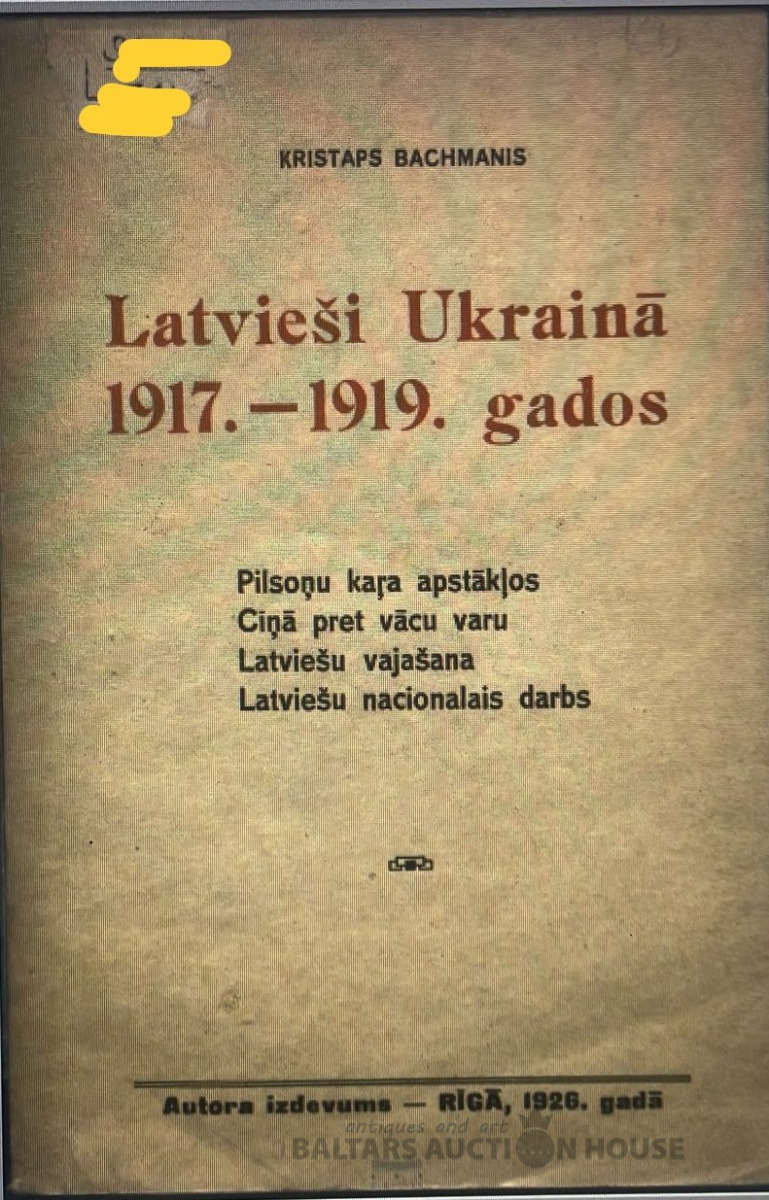 KRISTAPS BACHMANIS
Latvieši Ukrainā
1917.—1919. gados
Pilsoņu kaŗa apstākļos
Ciņā pret vācu varu
Latviešu vajašana
Latviešu nacionalais darbs
Autora izdevums — RĪGĀ, 1926. gadā
antiques and art
BALTARS AUCTION HOUSE